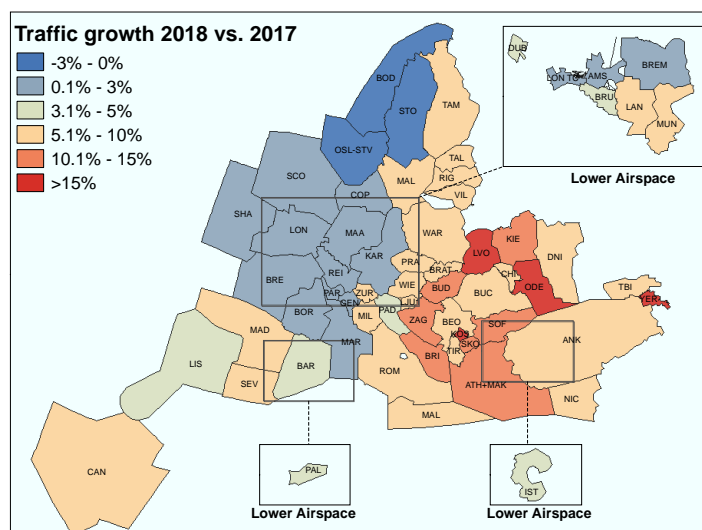 Traffic growth 2018 vs. 2017
-3% - 0%
0.1% - 3%
3.1% - 5%
5.1% - 10%
10.1% - 15%
>15%
DUB
LON TC
AMS
BREM
BRU
LAN
MUN
Lower Airspace
BOD
STO
TAM
OSL-STV
TAL
SCO
COP
MAL
RIG
VIL
SHA
LON
MAA
WAR
KAR
LVO
KIE
DNI
PRA
BRAT
CHI
BRE
REI
PAR
ZUR
WIE
BUD
BUC
ODE
TBI
YER
GEN
LJU
BOR
MIL
PAD
ZAG
BEO
SOF
MAD
MAR
KOS
SKO
ANK
LIS
BAR
BRI
TIR
SEV
ROM
ATH+MAK
NIC
MAL
CAN
PAL
Lower Airspace
IST
Lower Airspace